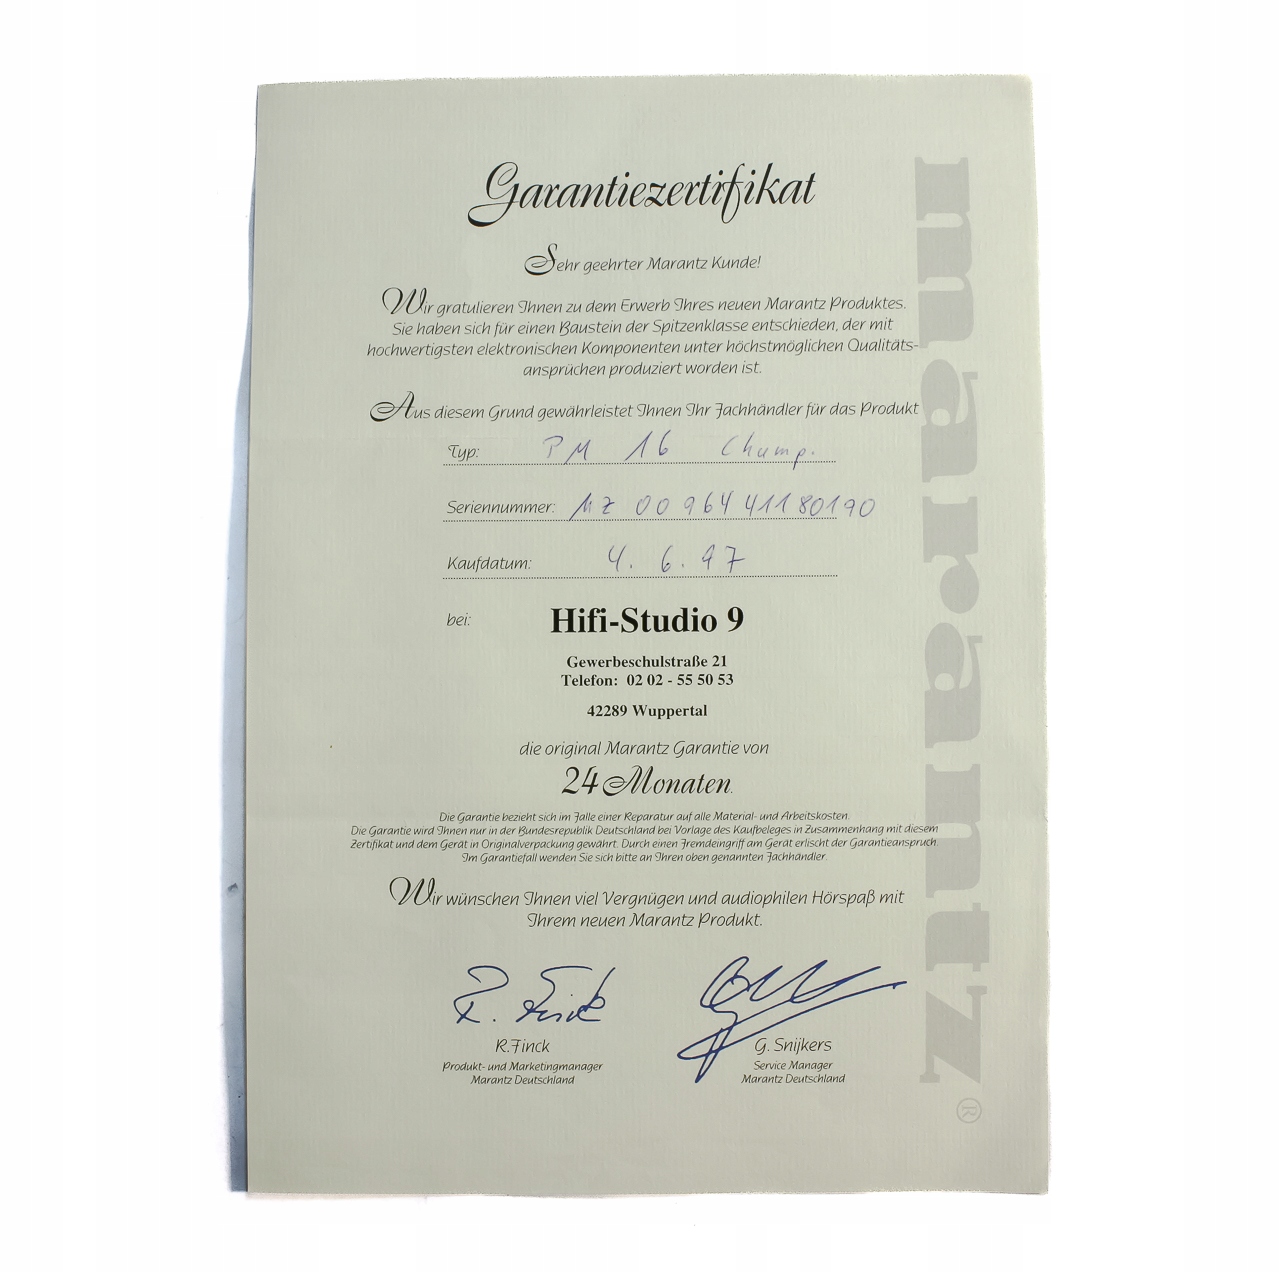 Garantiezertifikat
Sehr geehrter Marantz Kunde!
Wir gratulieren Ihnen zu dem Erwerb Ihres neuen Marantz Produktes.
Sie haben sich für einen Baustein der Spitzenklasse entschieden, der mit
hochwertigsten elektronischen Komponenten unter höchstmöglichen Qualitäts-
ansprüchen produziert worden ist.
Aus diesem Grund gewährleistet Ihnen Ihr Fachhändler für das Produkt
Typ: PM 16 Champ.
Seriennummer: MZ 00 964 41180190
Kaufdatum: 4. 6. 97
bei: Hifi-Studio 9
Gewerbeschulstraße 21
Telefon: 02 02 - 55 50 53
42289 Wuppertal
die original Marantz Garantie von
24 Monaten.
Die Garantie bezieht sich im Falle einer Reparatur auf alle Material- und Arbeitskosten.
Die Garantie wird Ihnen nur in der Bundesrepublik Deutschland bei Vorlage des Kaufbeleges in Zusammenhang mit diesem
Zertifikat und dem Gerät in Originalverpackung gewährt. Durch einen Fremdeingriff am Gerät erlischt der Garantieanspruch.
Im Garantiefall wenden Sie sich bitte an Ihren oben genannten Fachhändler.
Wir wünschen Ihnen viel Vergnügen und audiophilen Hörspaß mit
Ihrem neuen Marantz Produkt.
R. Finck
R. Finck
Produkt- und Marketingmanager
Marantz Deutschland
G. Snijkers
Service Manager
Marantz Deutschland
marantz®